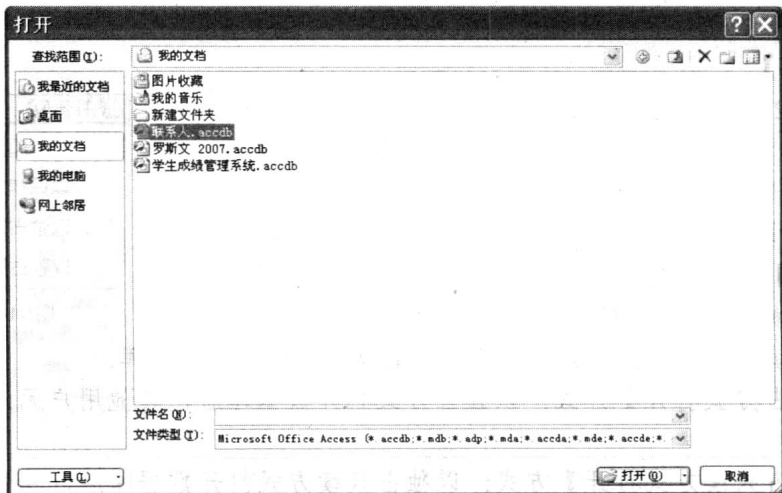 打开
查找范围(I):
我的文档
我最近的文档
桌面
我的文档
我的电脑
网上邻居
图片收藏
我的音乐
新建文件夹
联系人.accdb
罗斯文 2007.accdb
学生成绩管理系统.accdb
文件名(N):
文件类型(T):
Microsoft Office Access (*.accdb;*.mdb;*.adp;*.mda;*.accda;*.mde;*.accde;*.
工具(L)
打开(O)
取消